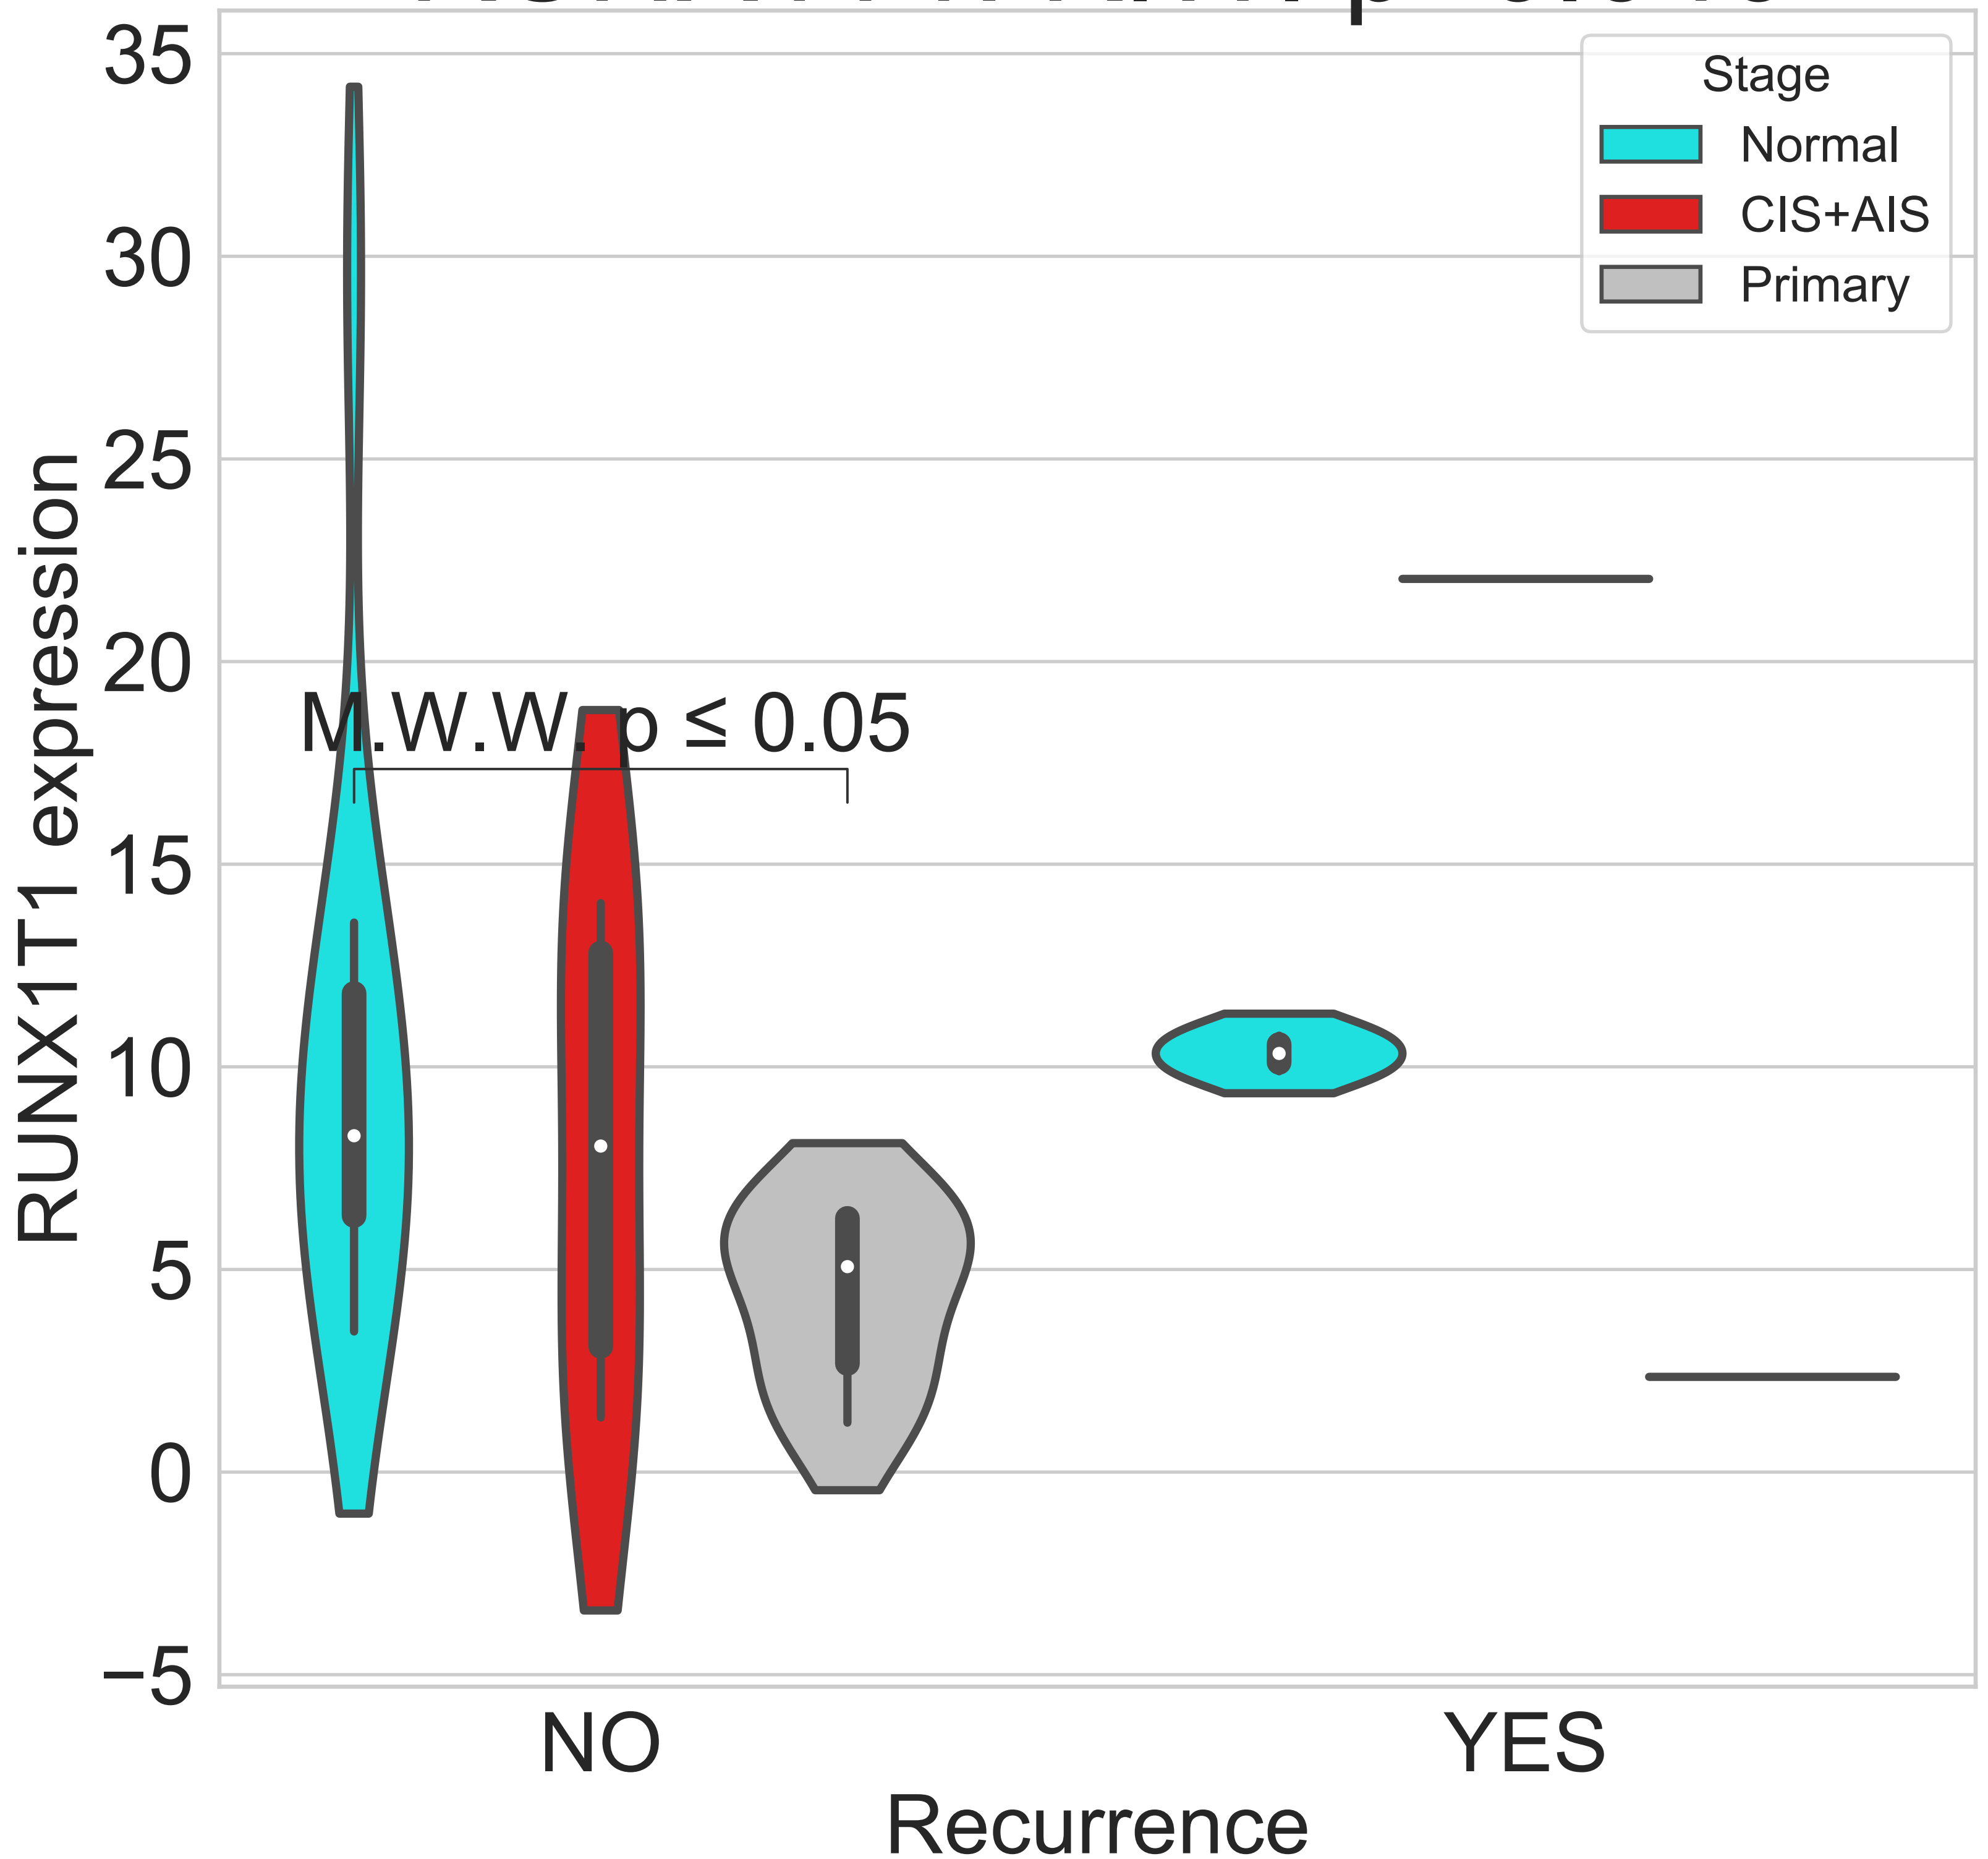 35
30
25
20
15
10
5
0
−5
RUNX1T1 expression
Stage
Normal
CIS+AIS
Primary
M.W.W. p ≤ 0.05
NO
YES
Recurrence